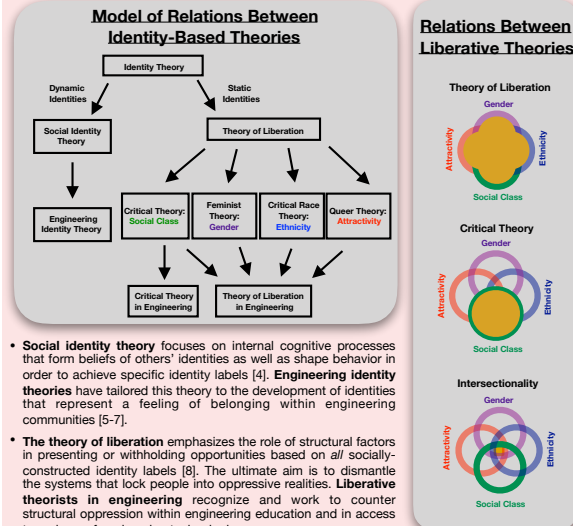 Model of Relations Between
Identity-Based Theories
Identity Theory
Dynamic
Identities
Static
Identities
Social Identity
Theory
Theory of Liberation
Engineering
Identity Theory
Critical Theory:
Social Class
Feminist
Theory:
Gender
Critical Race
Theory:
Ethnicity
Queer Theory:
Attractivity
Critical Theory
in Engineering
Theory of Liberation
in Engineering
• Social identity theory focuses on internal cognitive processes
that form beliefs of others' identities as well as shape behavior in
order to achieve specific identity labels [4]. Engineering identity
theories have tailored this theory to the development of identities
that represent a feeling of belonging within engineering
communities [5-7].
• The theory of liberation emphasizes the role of structural factors
in presenting or withholding opportunities based on all socially-
constructed identity labels [8]. The ultimate aim is to dismantle
the systems that lock people into oppressive realities. Liberative
theorists in engineering recognize and work to counter
structural oppression within engineering education and in access
Relations Between
Liberative Theories
Theory of Liberation
Gender
Attractivity
Ethnicity
Social Class
Critical Theory
Gender
Attractivity
Ethnicity
Social Class
Intersectionality
Gender
Attractivity
Ethnicity
Social Class